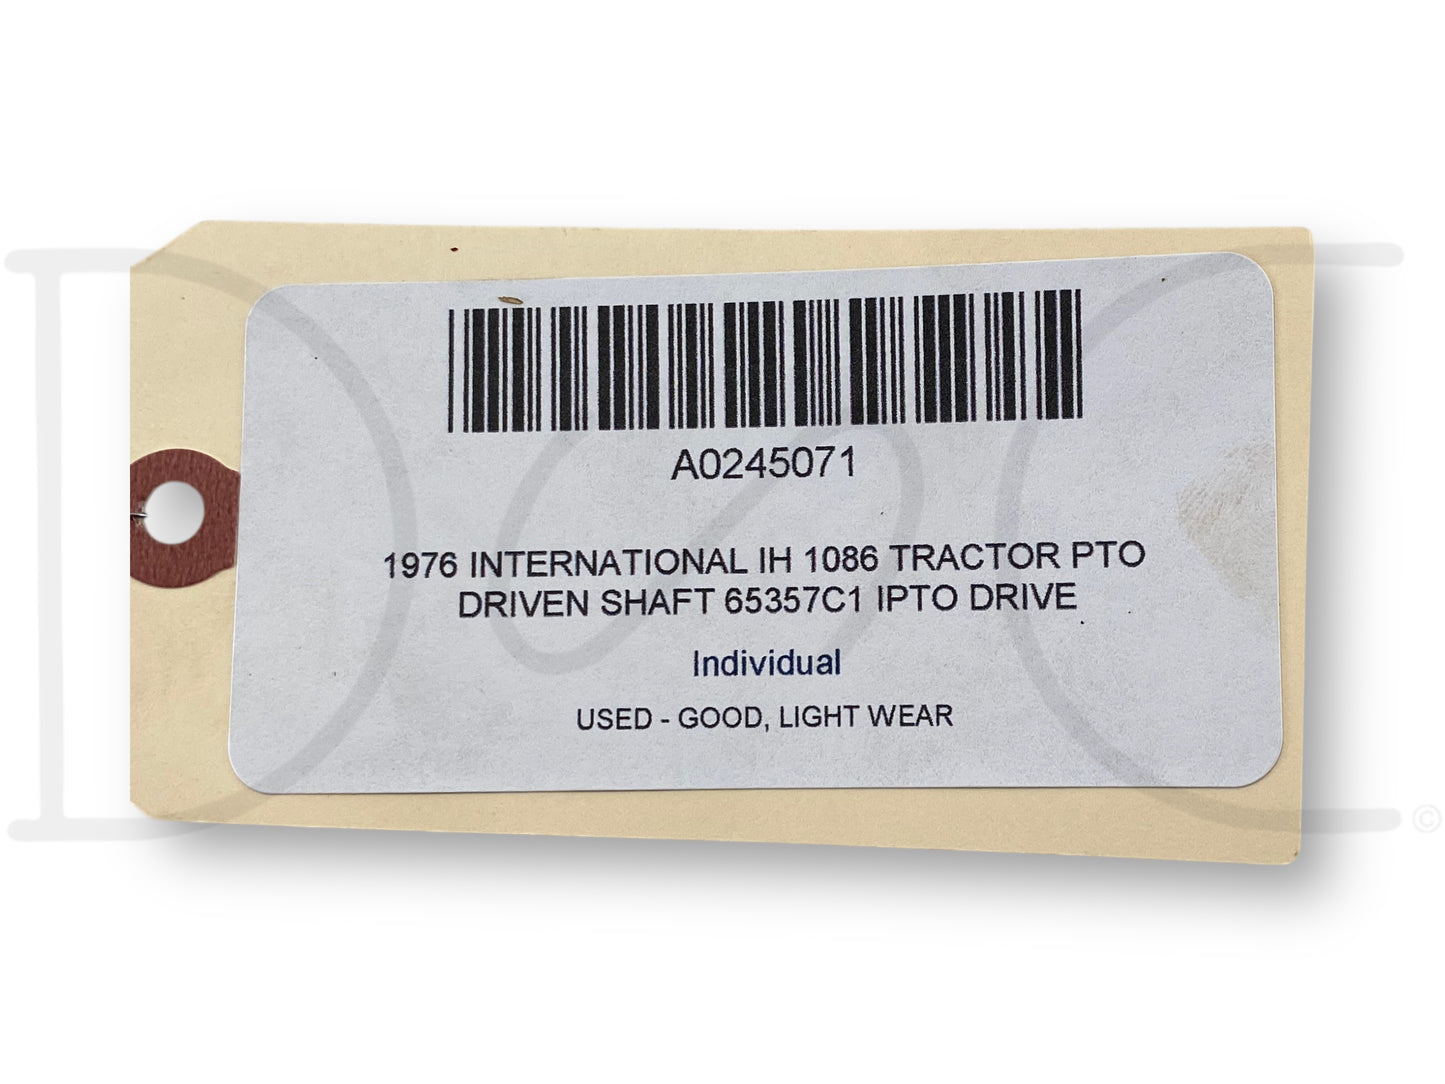 A0245071
1976 INTERNATIONAL IH 1086 TRACTOR PTO
DRIVEN SHAFT 65357C1 IPTO DRIVE
Individual
USED - GOOD, LIGHT WEAR
©